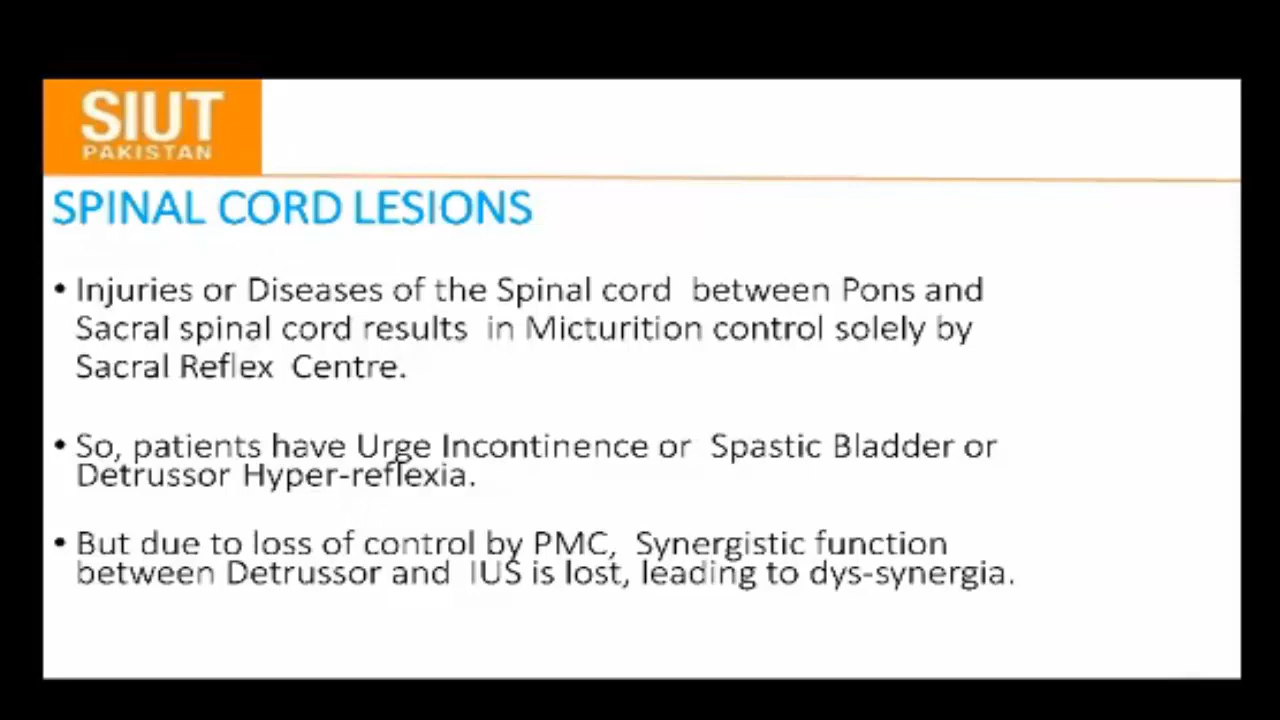 SIUT
PAKISTAN
SPINAL CORD LESIONS
• Injuries or Diseases of the Spinal cord between Pons and
Sacral spinal cord results in Micturition control solely by
Sacral Reflex Centre.
• So, patients have Urge Incontinence or Spastic Bladder or
Detrussor Hyper-reflexia.
• But due to loss of control by PMC, Synergistic function
between Detrussor and IUS is lost, leading to dys-synergia.